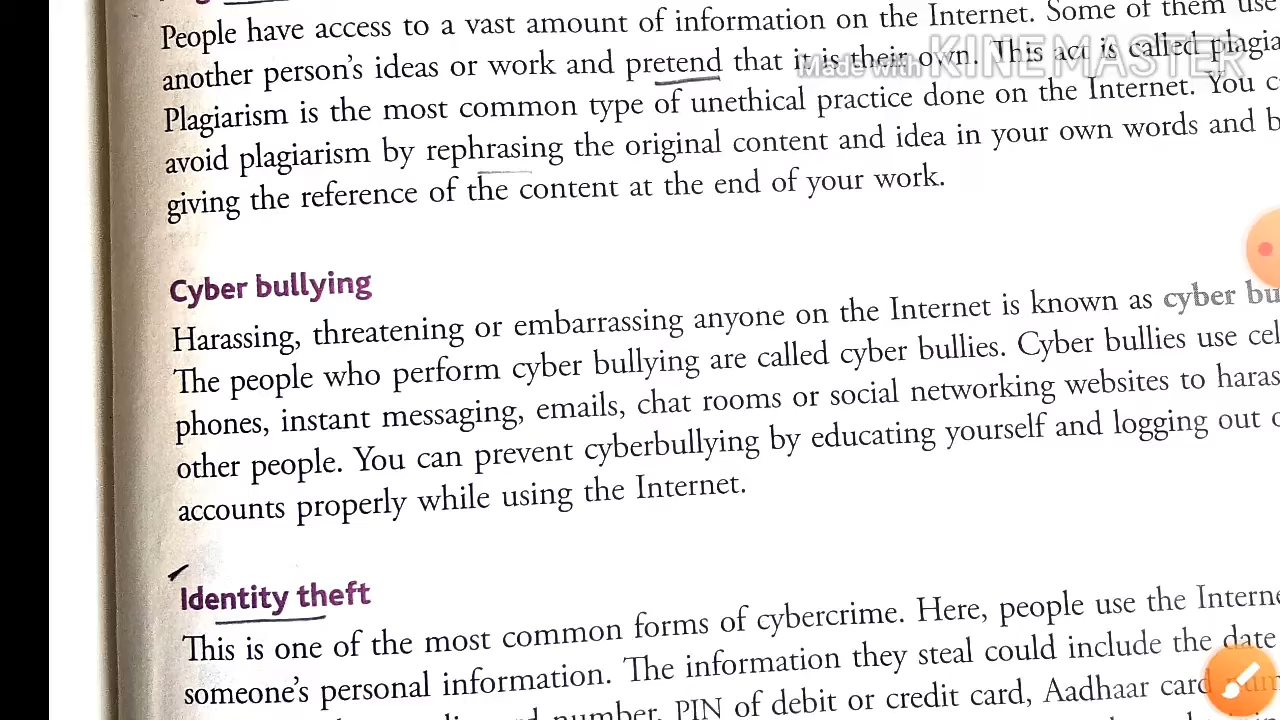 People have access to a vast amount of information on the Internet. Some of them use
another person's ideas or work and pretend that it is their own. This act is called plagia
Made with KINEMASTER
Plagiarism is the most common type of unethical practice done on the Internet. You c
avoid plagiarism by rephrasing the original content and idea in your own words and b
giving the reference of the content at the end of your work.
Cyber bullying
Harassing, threatening or embarrassing anyone on the Internet is known as cyber bu
The people who perform cyber bullying are called cyber bullies. Cyber bullies use cel
phones, instant messaging, emails, chat rooms or social networking websites to haras
other people. You can prevent cyberbullying by educating yourself and logging out o
accounts properly while using the Internet.
Identity theft
This is one of the most common forms of cybercrime. Here, people use the Interne
someone's personal information. The information they steal could include the date
number, PIN of debit or credit card, Aadhaar card num